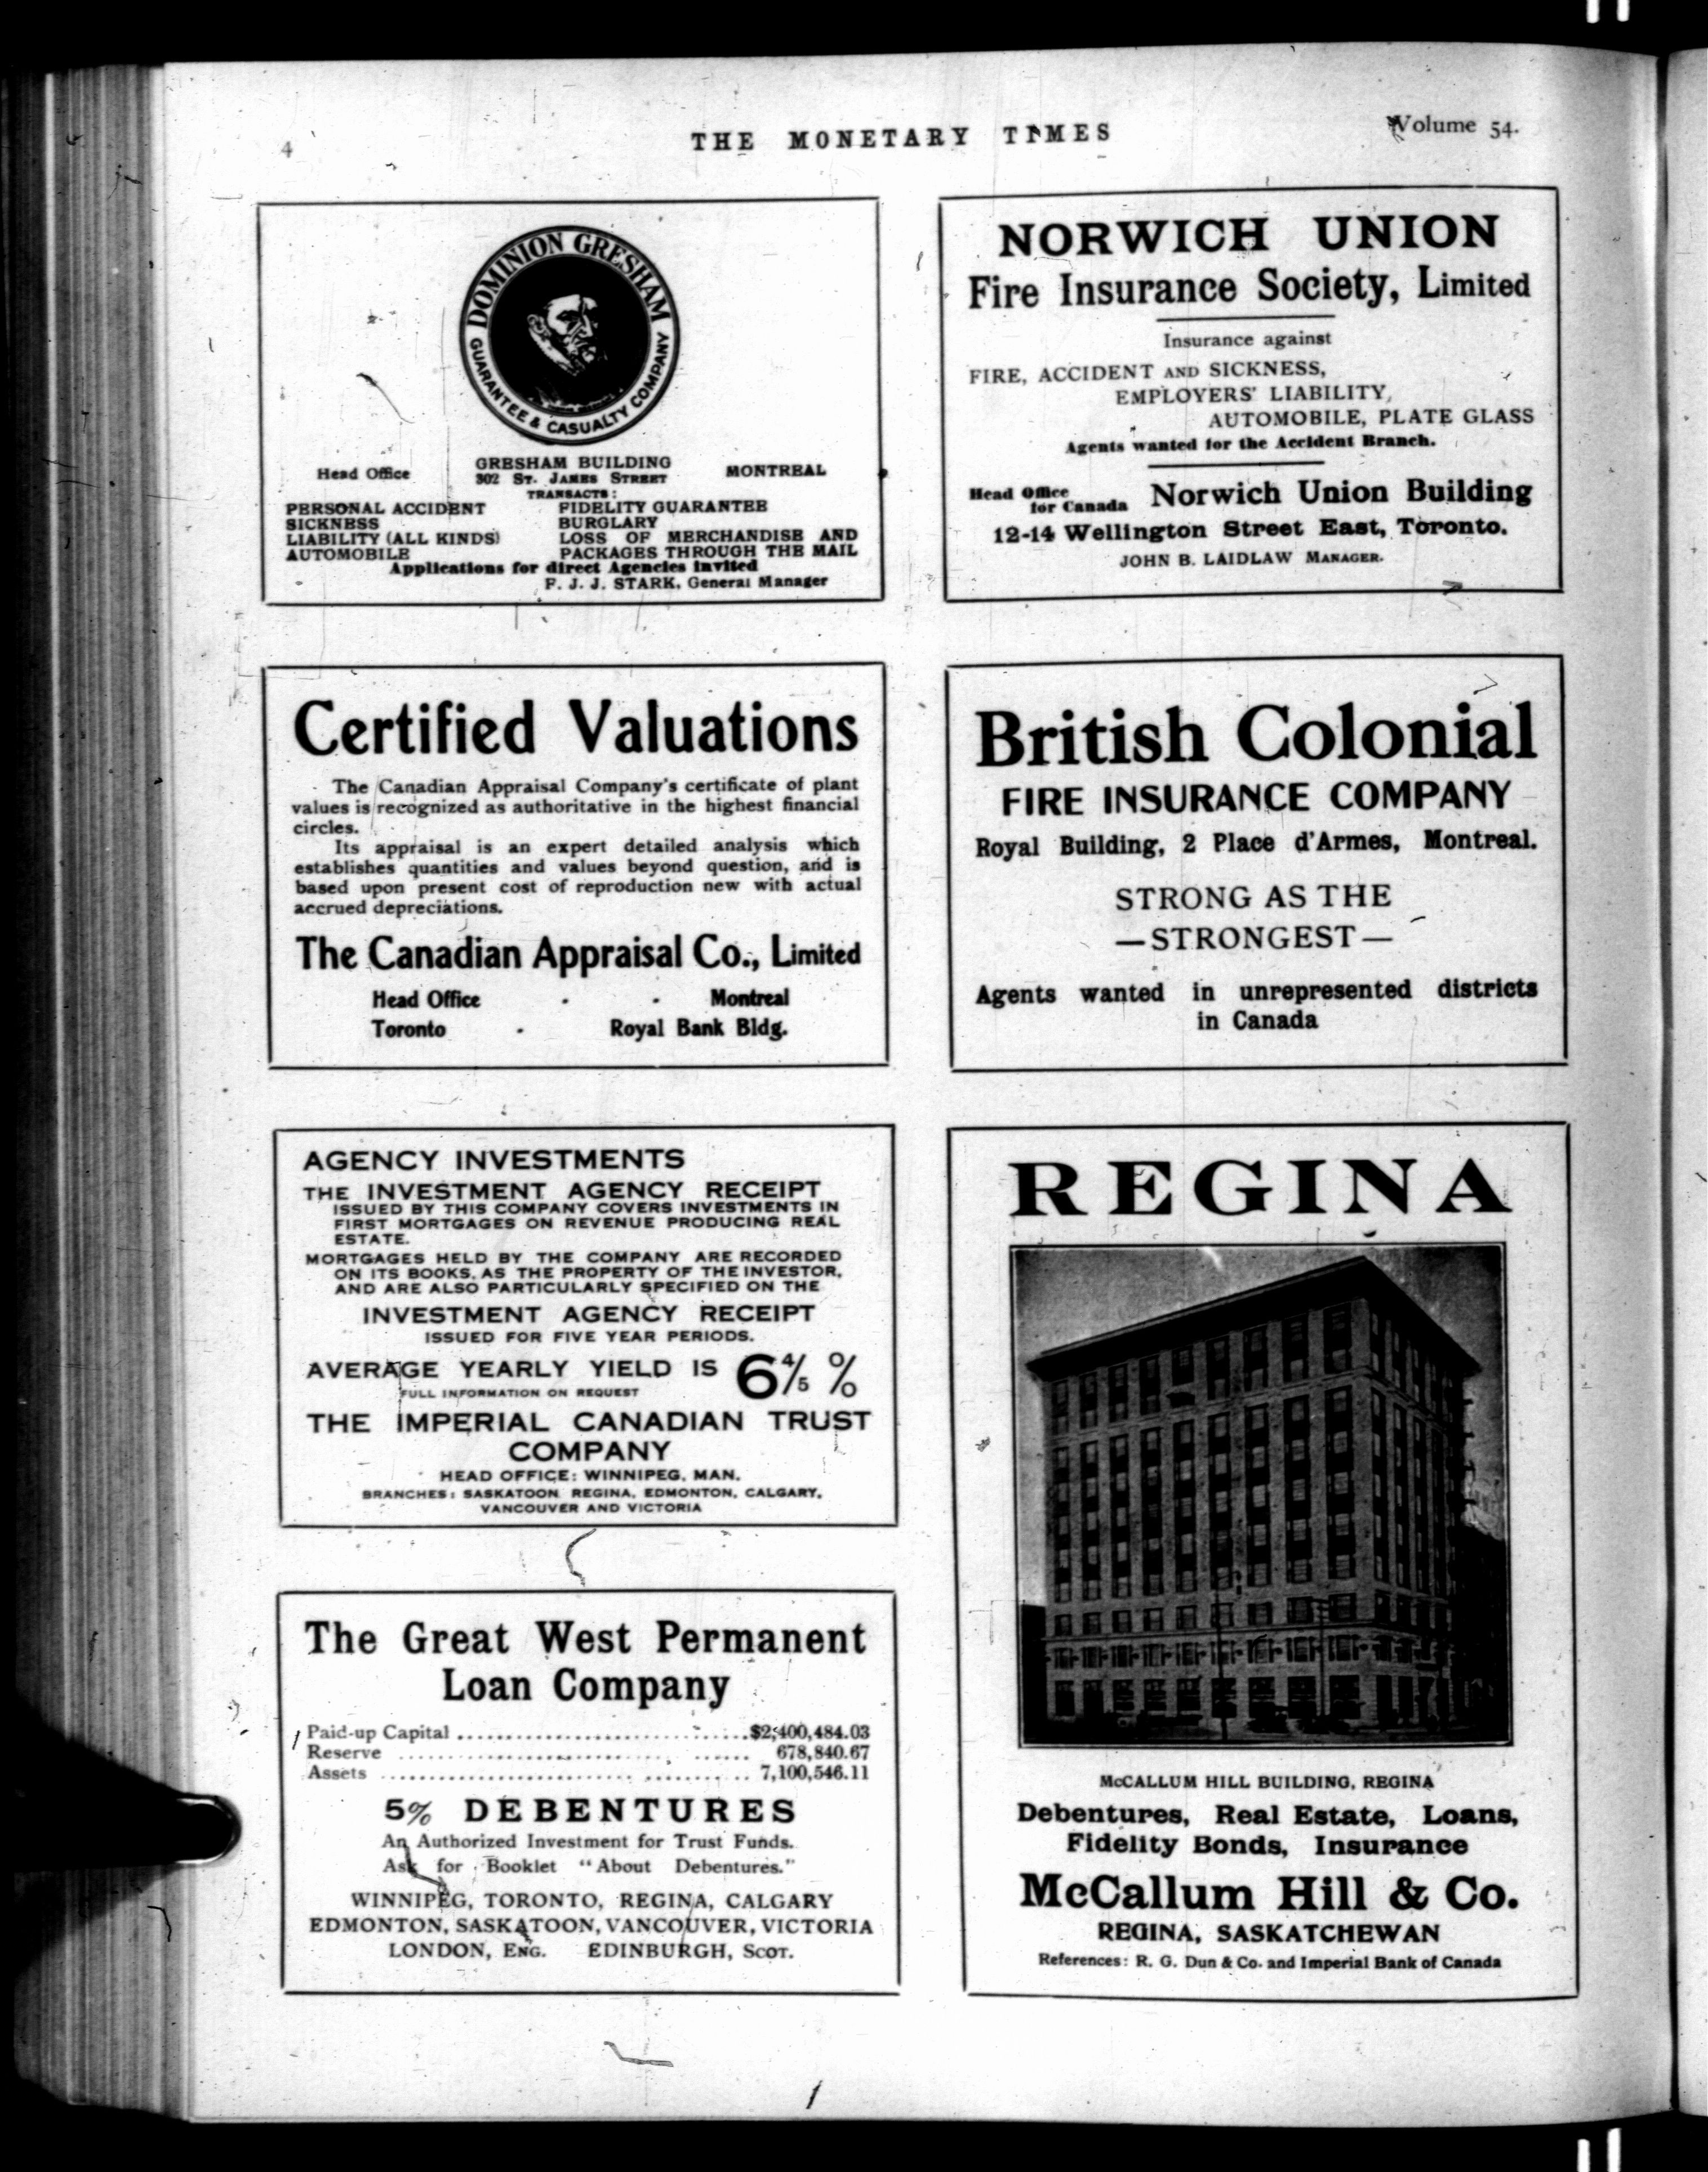 4
THE MONETARY TIMES
Volume 54.
DOMINION GRESHAM
GUARANTEE & CASUALTY COMPANY
Head Office
GRESHAM BUILDING
302 ST. JAMES STREET
MONTREAL
TRANSACTS:
PERSONAL ACCIDENT
SICKNESS
LIABILITY (ALL KINDS)
AUTOMOBILE
FIDELITY GUARANTEE
BURGLARY
LOSS OF MERCHANDISE AND
PACKAGES THROUGH THE MAIL
Applications for direct Agencies invited
F. J. J. STARK, General Manager
NORWICH UNION
Fire Insurance Society, Limited
Insurance against
FIRE, ACCIDENT AND SICKNESS,
EMPLOYERS' LIABILITY,
AUTOMOBILE, PLATE GLASS
Agents wanted for the Accident Branch.
Head Office
for Canada
Norwich Union Building
12-14 Wellington Street East, Toronto.
JOHN B. LAIDLAW MANAGER.
Certified Valuations
The Canadian Appraisal Company's certificate of plant
values is recognized as authoritative in the highest financial
circles.
Its appraisal is an expert detailed analysis which
establishes quantities and values beyond question, and is
based upon present cost of reproduction new with actual
accrued depreciations.
The Canadian Appraisal Co., Limited
Head Office - - Montreal
Toronto - Royal Bank Bldg.
British Colonial
FIRE INSURANCE COMPANY
Royal Building, 2 Place d'Armes, Montreal.
STRONG AS THE
—STRONGEST—
Agents wanted in unrepresented districts
in Canada
AGENCY INVESTMENTS
THE INVESTMENT AGENCY RECEIPT
ISSUED BY THIS COMPANY COVERS INVESTMENTS IN
FIRST MORTGAGES ON REVENUE PRODUCING REAL
ESTATE.
MORTGAGES HELD BY THE COMPANY ARE RECORDED
ON ITS BOOKS, AS THE PROPERTY OF THE INVESTOR,
AND ARE ALSO PARTICULARLY SPECIFIED ON THE
INVESTMENT AGENCY RECEIPT
ISSUED FOR FIVE YEAR PERIODS.
AVERAGE YEARLY YIELD IS 6 4/5 %
FULL INFORMATION ON REQUEST
THE IMPERIAL CANADIAN TRUST
COMPANY
HEAD OFFICE: WINNIPEG, MAN.
BRANCHES: SASKATOON REGINA, EDMONTON, CALGARY,
VANCOUVER AND VICTORIA
The Great West Permanent
Loan Company
Paid-up Capital ........................ $2,400,484.03
Reserve ........................ 678,840.67
Assets ........................ 7,100,546.11
5% DEBENTURES
An Authorized Investment for Trust Funds.
Ask for Booklet "About Debentures."
WINNIPEG, TORONTO, REGINA, CALGARY
EDMONTON, SASKATOON, VANCOUVER, VICTORIA
LONDON, ENG. EDINBURGH, SCOT.
REGINA
McCALLUM HILL BUILDING, REGINA
Debentures, Real Estate, Loans,
Fidelity Bonds, Insurance
McCallum Hill & Co.
REGINA, SASKATCHEWAN
References: R. G. Dun & Co. and Imperial Bank of Canada